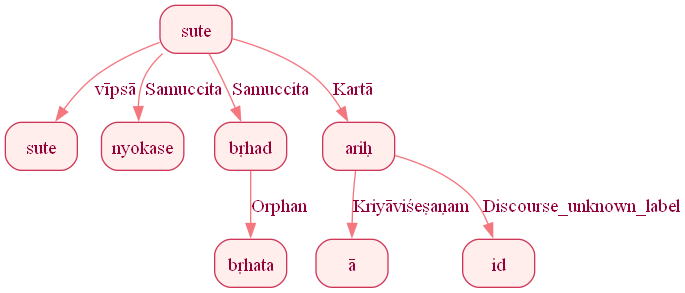 sute
vīpsā Samuccita Samuccita Kartā
sute nyokase bṛhad ariḥ
Orphan Kriyāviśeṣaṇam Discourse_unknown_label
bṛhata ā id